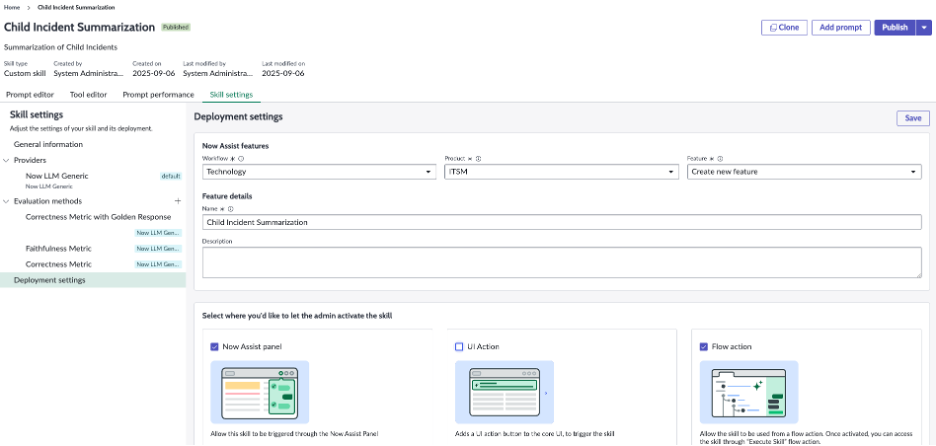 Home > Child Incident Summarization
Child Incident Summarization Published
Clone Add prompt Publish
Summarization of Child Incidents
Skill type Created by Created on Last modified by Last modified on
Custom skill System Administra... 2025-09-06 System Administra... 2025-09-06
Prompt editor Tool editor Prompt performance Skill settings
Skill settings
Adjust the settings of your skill and its deployment.
General information
Providers
Now LLM Generic default
Now LLM Generic
Evaluation methods +
Correctness Metric with Golden Response
Now LLM Gen...
Faithfulness Metric Now LLM Gen...
Correctness Metric Now LLM Gen...
Deployment settings
Deployment settings
Save
Now Assist features
Workflow * Product * Feature *
Technology ITSM Create new feature
Feature details
Name *
Child Incident Summarization
Description
Select where you'd like to let the admin activate the skill
Now Assist panel UI Action Flow action
Allow this skill to be triggered through the Now Assist Panel
Adds a UI action button to the core UI, to trigger the skill
Allow the skill to be used from a flow action. Once activated, you can access
the skill through "Execute Skill" flow action.